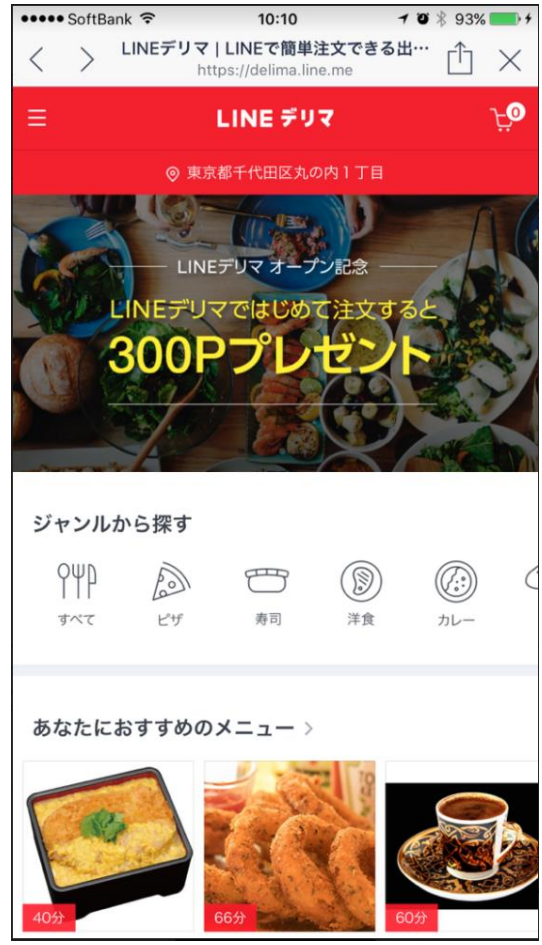 SoftBank 10:10 93%
LINEデリマ | LINEで簡単注文できる出…
https://delima.line.me
LINE デリマ 0
東京都千代田区丸の内1丁目
LINEデリマ オープン記念
LINEデリマではじめて注文すると
300Pプレゼント
ジャンルから探す
すべて ピザ 寿司 洋食 カレー
あなたにおすすめのメニュー >
40分 66分 60分